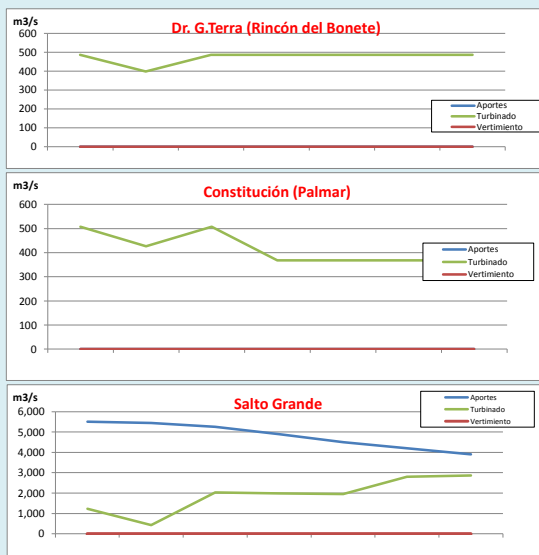 m3/s
Dr. G.Terra (Rincón del Bonete)
600
500
400
300
200
100
0
Aportes
Turbinado
Vertimiento
m3/s
Constitución (Palmar)
600
500
400
300
200
100
0
Aportes
Turbinado
Vertimiento
m3/s
Salto Grande
6,000
5,000
4,000
3,000
2,000
1,000
0
Aportes
Turbinado
Vertimiento